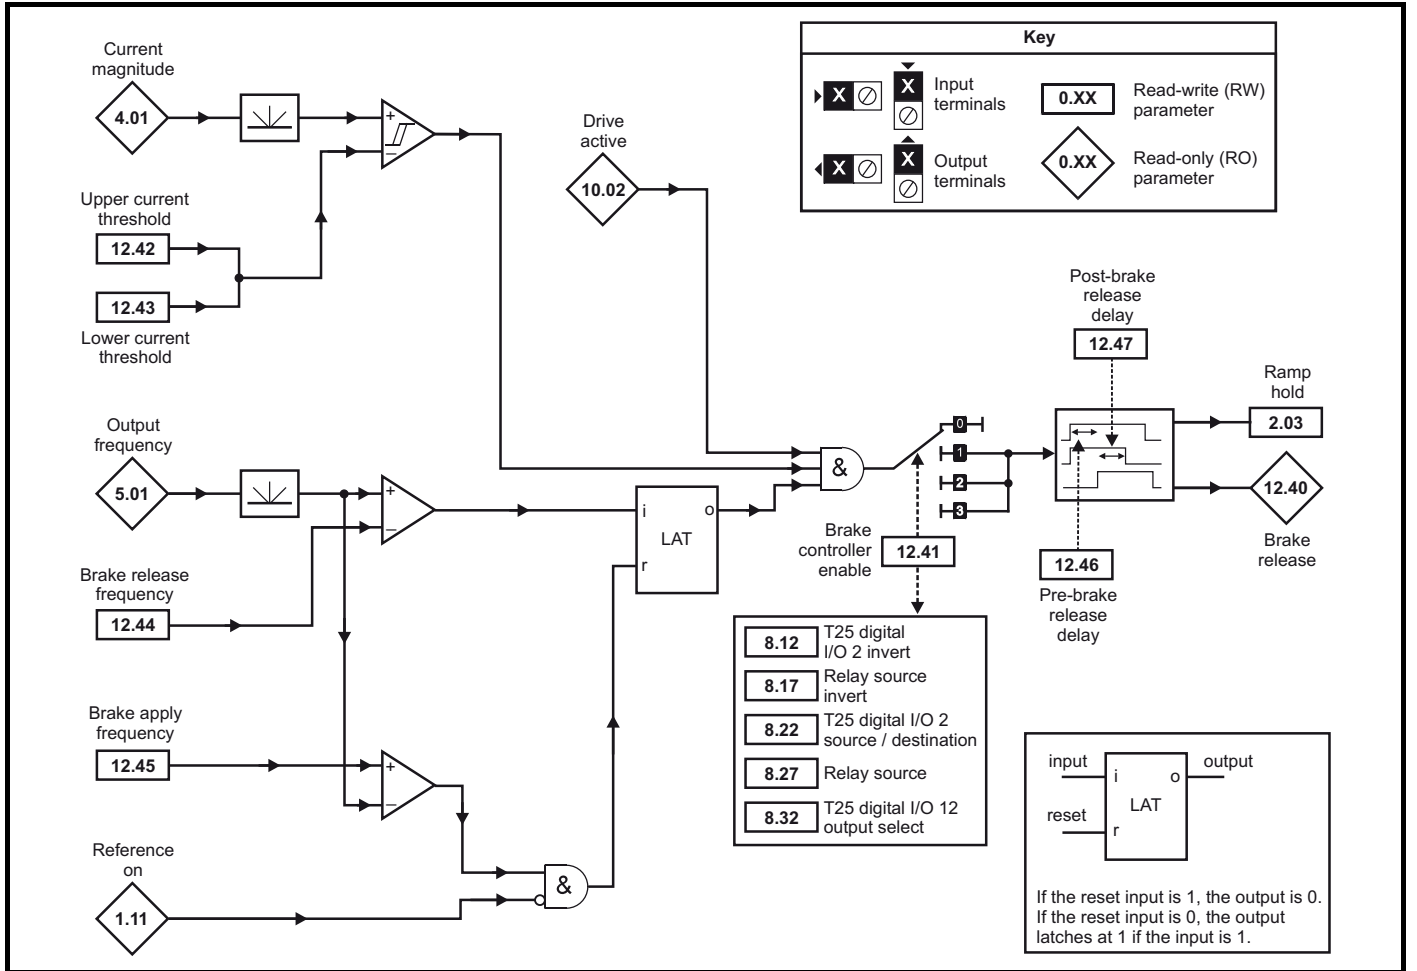 Current
magnitude
4.01
+
−
Upper current
threshold
12.42
12.43
Lower current
threshold
Drive
active
10.02
Key
X
X
Input
terminals
0.XX
Read-write (RW)
parameter
X
X
Output
terminals
0.XX
Read-only (RO)
parameter
Output
frequency
5.01
+
−
Brake release
frequency
12.44
i
o
LAT
r
&
0
1
2
3
Brake
controller
enable
12.41
Post-brake
release
delay
12.47
12.46
Pre-brake
release
delay
Ramp
hold
2.03
12.40
Brake
release
8.12
T25 digital
I/O 2 invert
8.17
Relay source
invert
8.22
T25 digital I/O 2
source / destination
8.27
Relay source
8.32
T25 digital I/O 12
output select
Brake apply
frequency
12.45
+
−
Reference
on
1.11
&
input
i
o
output
LAT
reset
r
If the reset input is 1, the output is 0.
If the reset input is 0, the output
latches at 1 if the input is 1.